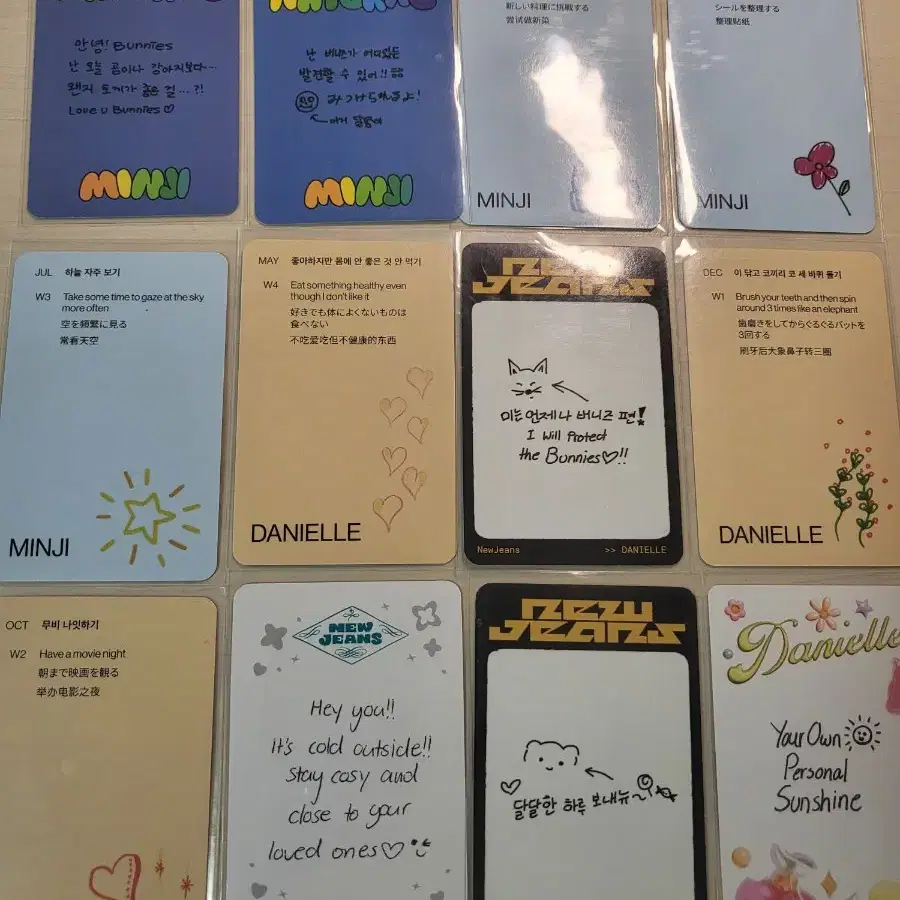 안녕! Bunnies
난 오늘 곰이나 강아지보다...
왠지 토끼가 좋은 걸...?!
Love u Bunnies♡
MINJI
난 버니즈가 어디있든
발견할 수 있어!!
みつけられるよ!
MINJI
新しい料理に挑戦する
尝试做新菜
MINJI
シールを整理する
整理贴纸
MINJI
JUL 하늘 자주 보기
W3 Take some time to gaze at the sky
more often
空を頻繁に見る
常看天空
MINJI
MAY 좋아하지만 몸에 안 좋은 것 안 먹기
W4 Eat something healthy even
though I don't like it
好きでも体によくないものは
食べない
不吃爱吃但不健康的东西
DANIELLE
New
Jeans
미는 언제나 버니즈 편!
I will protect
the Bunnies♡!!
NewJeans >> DANIELLE
DEC 이 닦고 코끼리 코 세 바퀴 돌기
W1 Brush your teeth and then spin
around 3 times like an elephant
歯磨きをしてからぐるぐるバットを
3回する
刷牙后大象鼻子转三圈
DANIELLE
OCT 무비 나잇하기
W2 Have a movie night
朝まで映画を観る
举办电影之夜
NEW
JEANS
Hey you!!
It's cold outside!!
stay cosy and
close to your
loved ones♡
New
Jeans
달달한 하루 보내뉴~
Danielle
Your Own
Personal
Sunshine